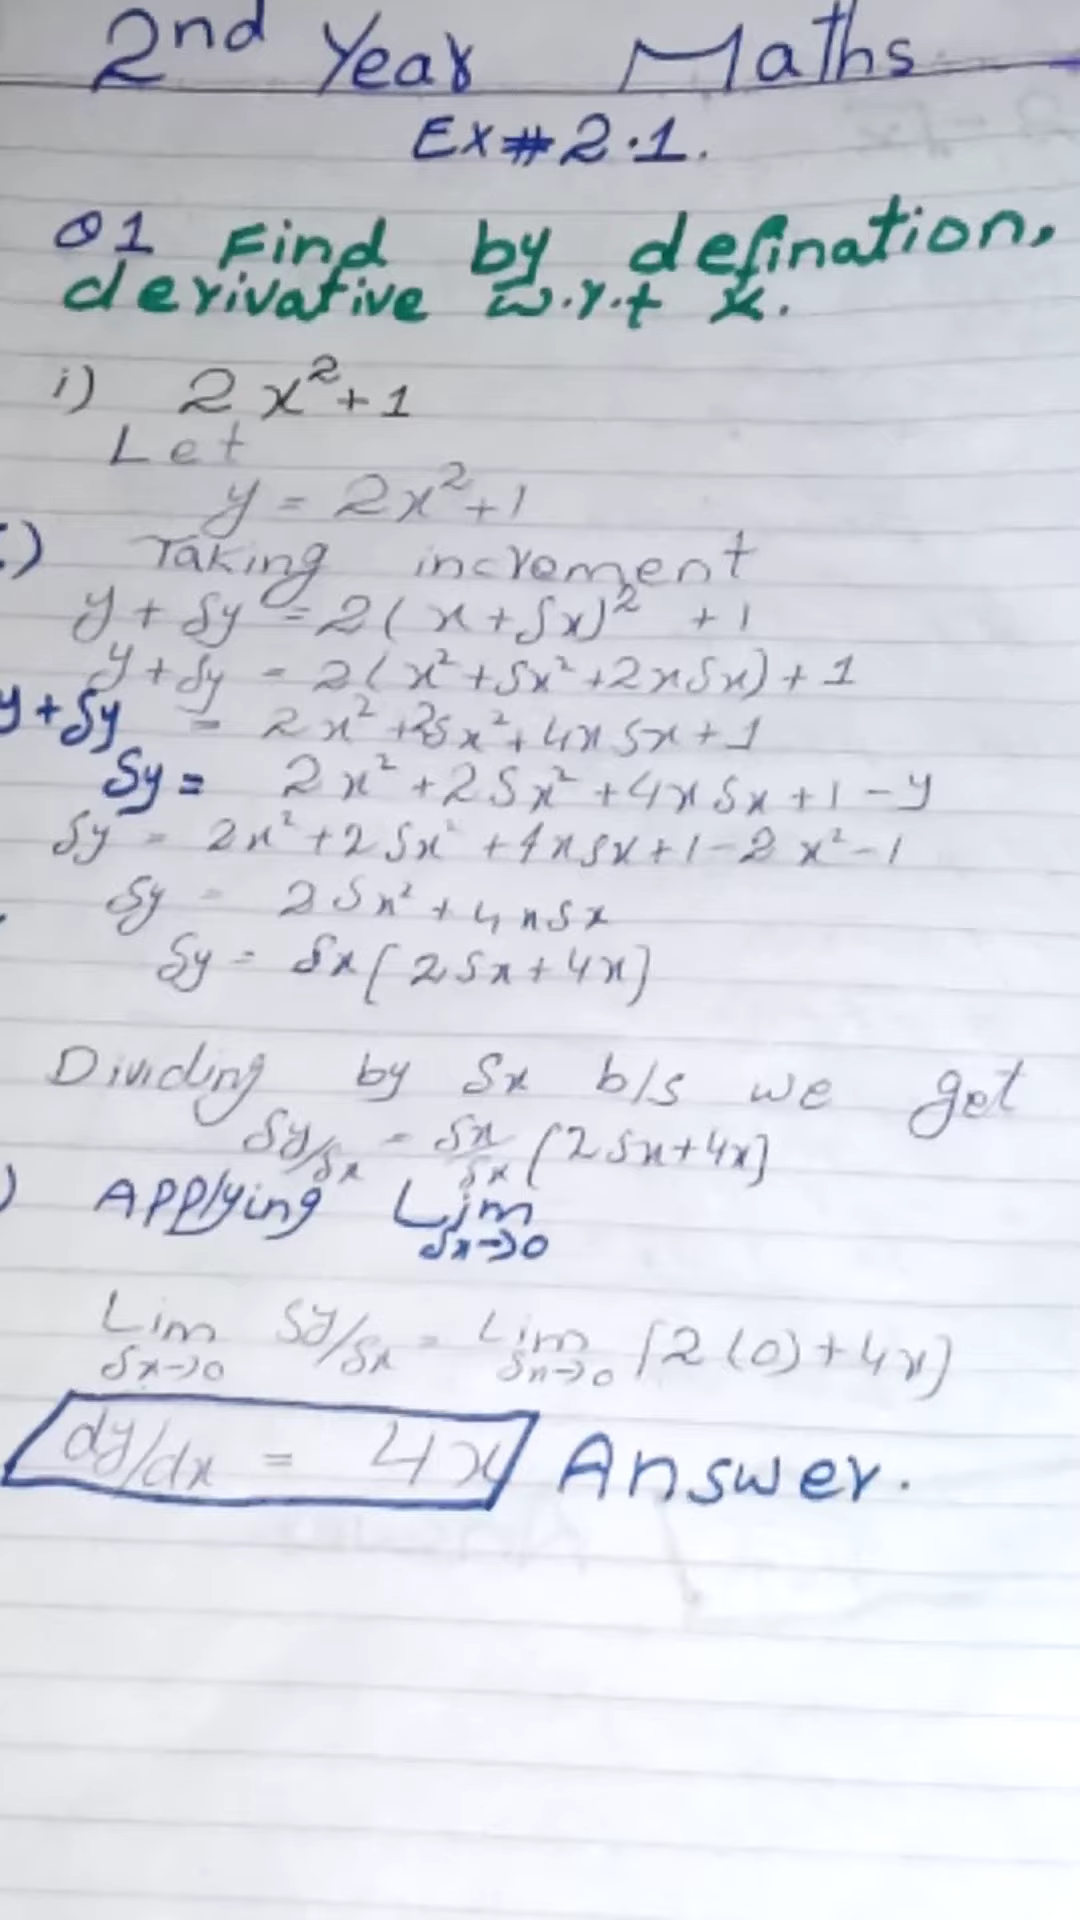 2nd Year Maths
Ex#2.1.
Q1 Find by defination,
derivative w.r.t x.
i) 2x²+1
Let
y = 2x²+1
:) Taking increment
y + δy = 2(x+δx)² + 1
y + δy = 2(x²+δx²+2xδx)+1
y+δy = 2x²+2δx²+4xδx+1
δy = 2x²+2δx²+4xδx+1-y
δy = 2x²+2δx²+4xδx+1-2x²-1
δy = 2δx²+4xδx
δy = δx[2δx+4x]
Dividing by δx b/s we get
δy/δx = δx/δx [2δx+4x]
) Applying Lim δx→0
Lim δx→0 δy/δx = Lim δx→0 [2(0)+4x]
dy/dx = 4x Answer.